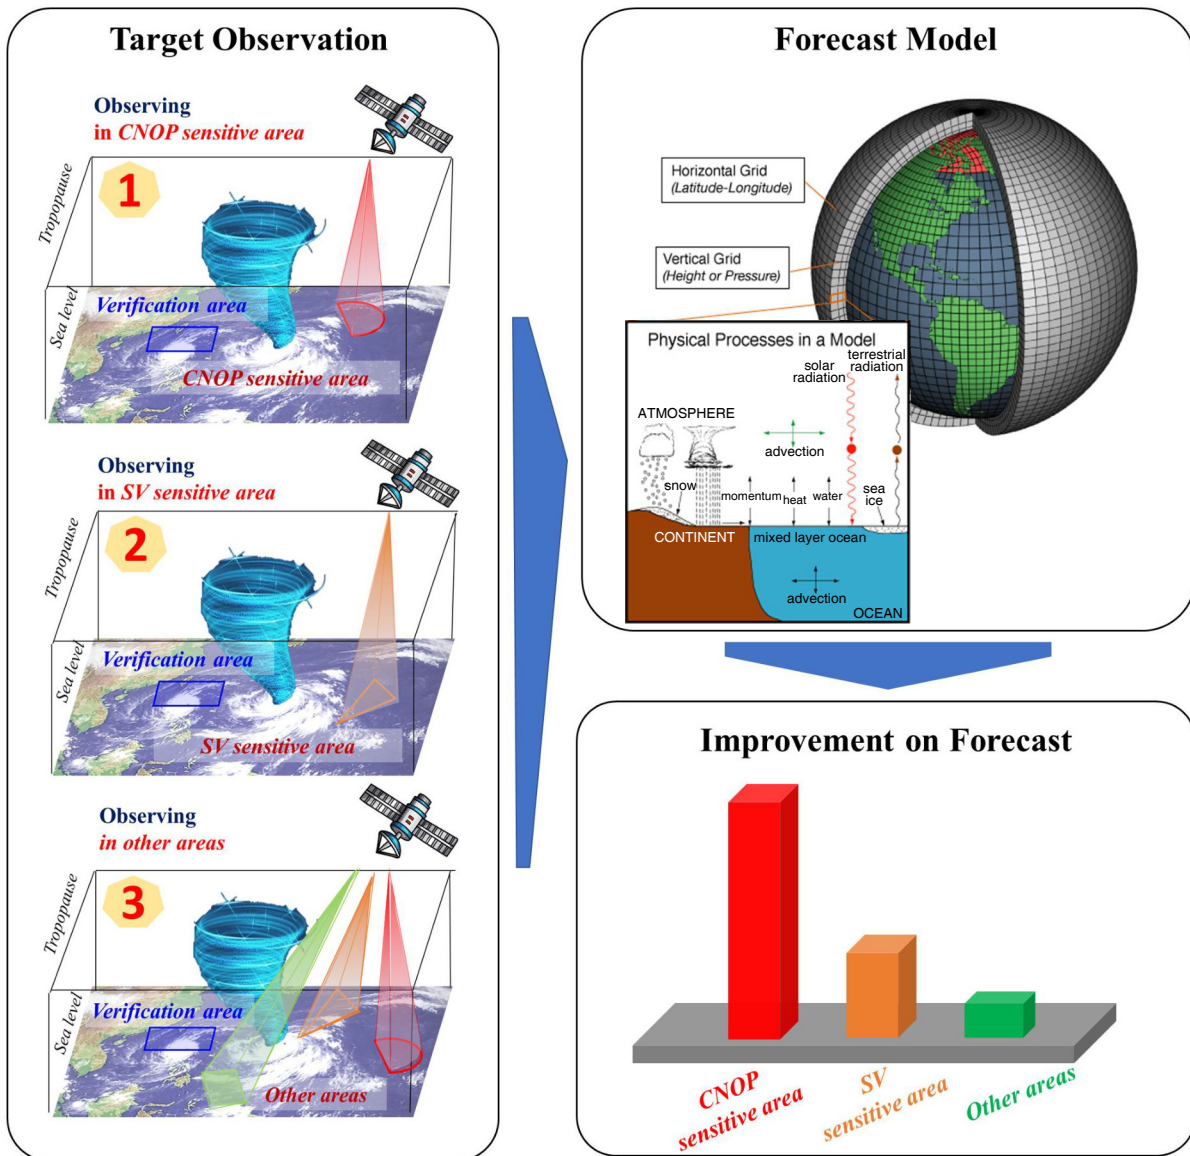 Target Observation
Observing
in CNOP sensitive area
1
Tropopause
Sea level
Verification area
CNOP sensitive area
Observing
in SV sensitive area
2
Tropopause
Sea level
Verification area
SV sensitive area
Observing
in other areas
3
Tropopause
Sea level
Verification area
Other areas
Forecast Model
Horizontal Grid
(Latitude-Longitude)
Vertical Grid
(Height or Pressure)
Physical Processes in a Model
solar
radiation
terrestrial
radiation
ATMOSPHERE
advection
snow
momentum
heat
water
sea
ice
CONTINENT
mixed layer ocean
advection
OCEAN
Improvement on Forecast
CNOP
sensitive area
SV
sensitive area
Other areas